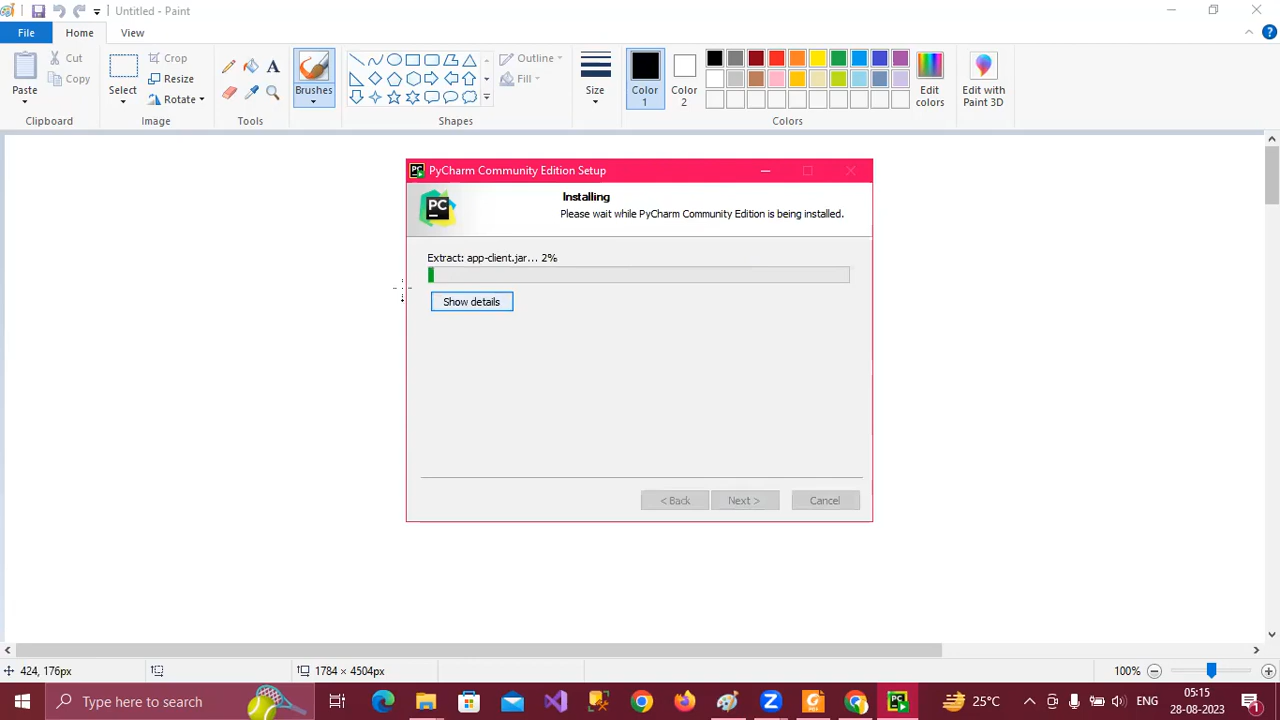 Untitled - Paint
File
Home
View
Paste
Cut
Copy
Clipboard
Select
Crop
Resize
Rotate
Image
A
Tools
Brushes
Outline
Fill
Shapes
Size
Color
1
Color
2
Edit
colors
Edit with
Paint 3D
Colors
PyCharm Community Edition Setup
PC
Installing
Please wait while PyCharm Community Edition is being installed.
Extract: app-client.jar... 2%
Show details
< Back
Next >
Cancel
424, 176px
1784 × 4504px
100%
Type here to search
25°C
ENG
05:15
28-08-2023
1